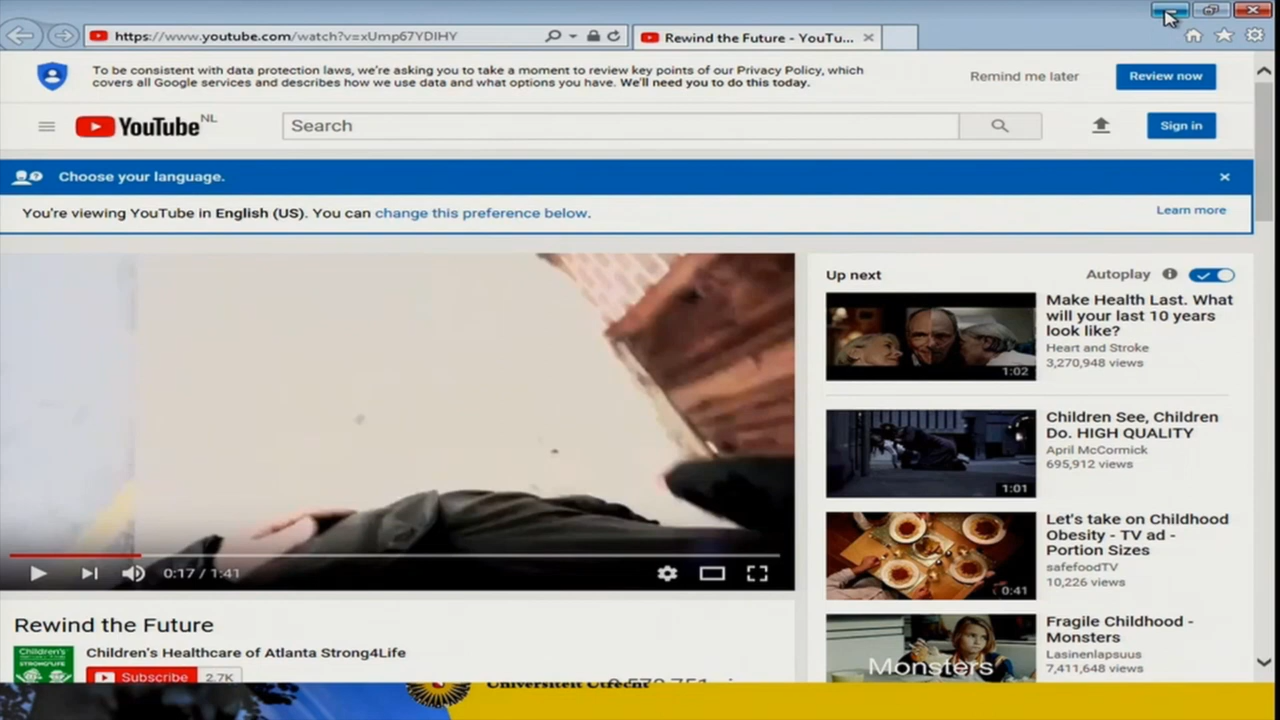 https://www.youtube.com/watch?v=xUmp67YDIHY
Rewind the Future - YouTu...
To be consistent with data protection laws, we're asking you to take a moment to review key points of our Privacy Policy, which
covers all Google services and describes how we use data and what options you have. We'll need you to do this today.
Remind me later
Review now
YouTube NL
Search
Sign in
Choose your language.
You're viewing YouTube in English (US). You can change this preference below.
Learn more
0:17 / 1:41
Rewind the Future
Children's
STRONG4LIFE
Children's Healthcare of Atlanta Strong4Life
Subscribe 2.7K
Up next
Autoplay
1:02
Make Health Last. What
will your last 10 years
look like?
Heart and Stroke
3,270,948 views
1:01
Children See, Children
Do. HIGH QUALITY
April McCormick
695,912 views
0:41
Let's take on Childhood
Obesity - TV ad -
Portion Sizes
safefoodTV
10,226 views
Monsters
Fragile Childhood -
Monsters
Lasinenlapsuus
7,411,648 views
Universiteit Utrecht